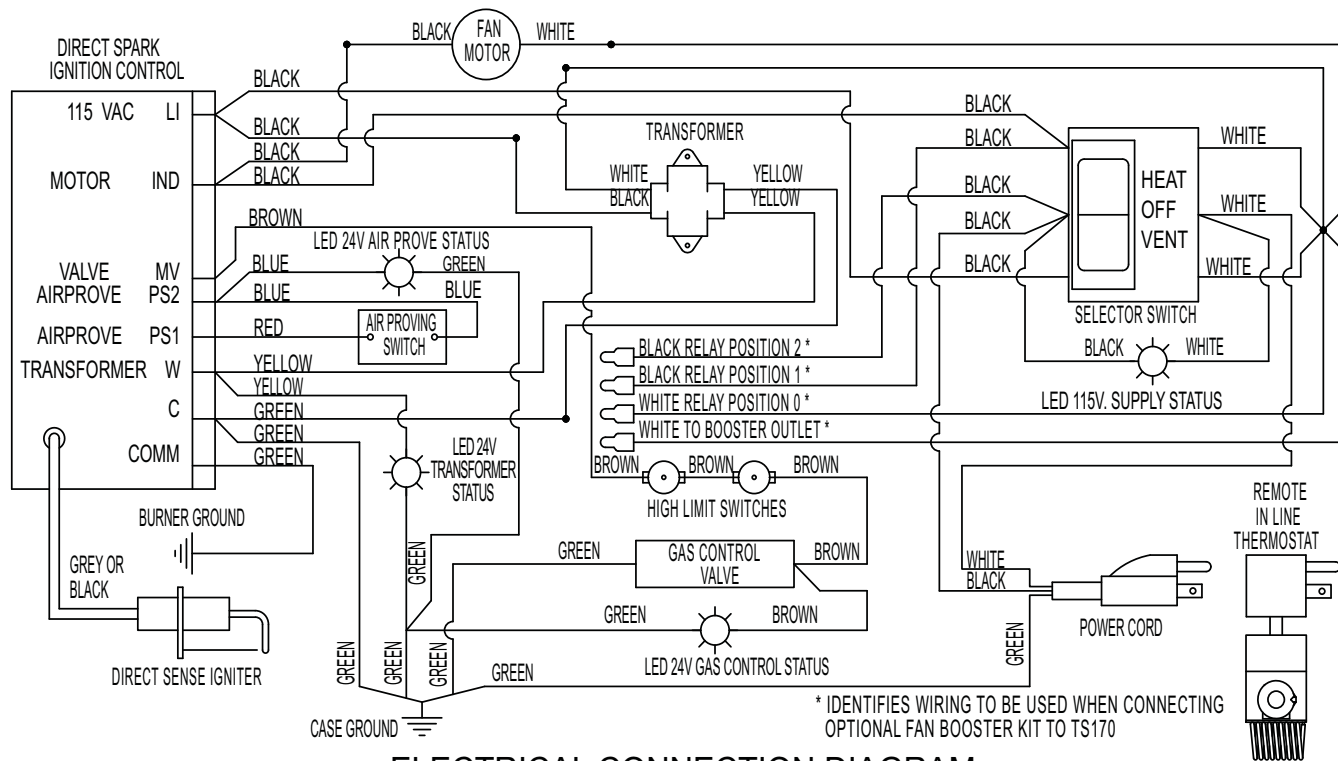 BLACK
FAN
MOTOR
WHITE
DIRECT SPARK
IGNITION CONTROL
115 VAC LI
BLACK
BLACK
BLACK
BLACK
MOTOR IND
BROWN
LED 24V AIR PROVE STATUS
VALVE MV
BLUE
GREEN
AIRPROVE PS2
BLUE
BLUE
AIRPROVE PS1
RED
AIR PROVING
SWITCH
TRANSFORMER W
YELLOW
YELLOW
C
GREEN
GREEN
COMM
GREEN
TRANSFORMER
WHITE
BLACK
YELLOW
YELLOW
BLACK
BLACK
BLACK
BLACK
BLACK
HEAT
OFF
VENT
WHITE
WHITE
WHITE
SELECTOR SWITCH
BLACK
WHITE
LED 115V. SUPPLY STATUS
BLACK RELAY POSITION 2 *
BLACK RELAY POSITION 1 *
WHITE RELAY POSITION 0 *
WHITE TO BOOSTER OUTLET *
LED 24V
TRANSFORMER
STATUS
BROWN
BROWN
BROWN
HIGH LIMIT SWITCHES
BURNER GROUND
GREY OR
BLACK
DIRECT SENSE IGNITER
GREEN
GREEN
GAS CONTROL
VALVE
BROWN
GREEN
BROWN
LED 24V GAS CONTROL STATUS
GREEN
GREEN
GREEN
GREEN
CASE GROUND
WHITE
BLACK
GREEN
POWER CORD
REMOTE
IN LINE
THERMOSTAT
* IDENTIFIES WIRING TO BE USED WHEN CONNECTING
OPTIONAL FAN BOOSTER KIT TO TS170
ELECTRICAL CONNECTION DIAGRAM